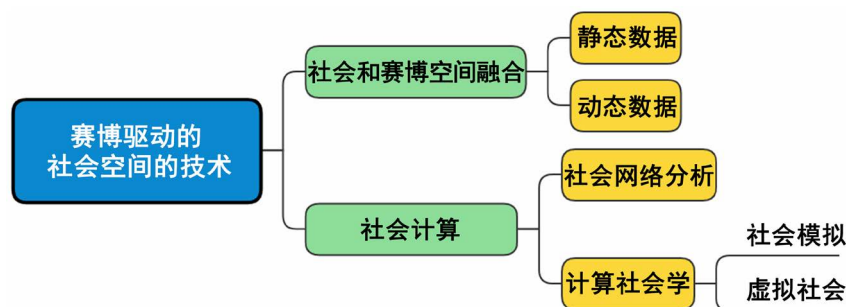 赛博驱动的
社会空间的技术
社会和赛博空间融合
静态数据
动态数据
社会计算
社会网络分析
计算社会学
社会模拟
虚拟社会